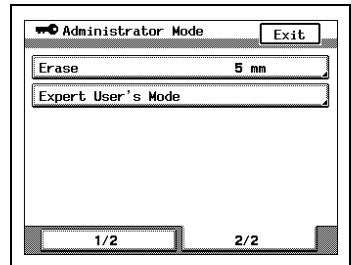 Administrator Mode Exit
Erase 5 mm
Expert User's Mode
1/2 2/2